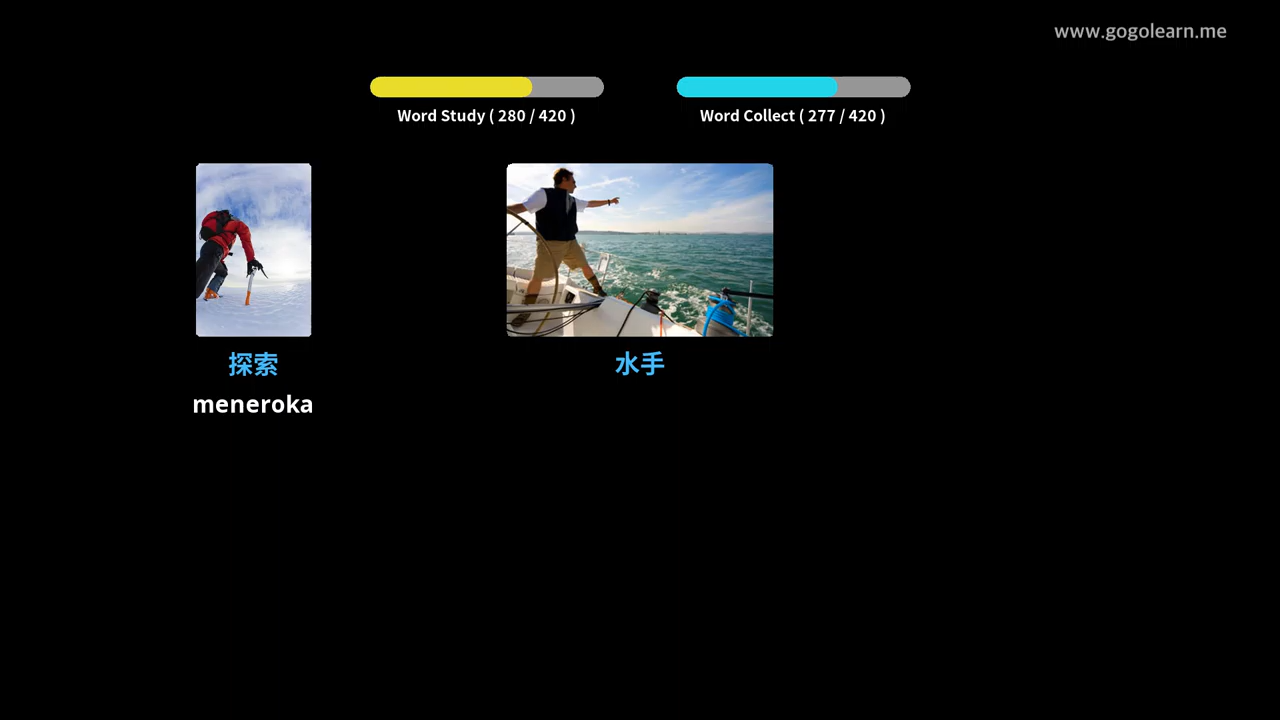 www.gogolearn.me
Word Study ( 280 / 420 )
Word Collect ( 277 / 420 )
探索
水手
meneroka